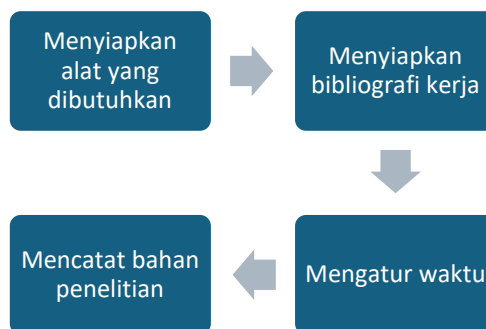 Menyiapkan
alat yang
dibutuhkan
Menyiapkan
bibliografi kerja
Mengatur waktu
Mencatat bahan
penelitian